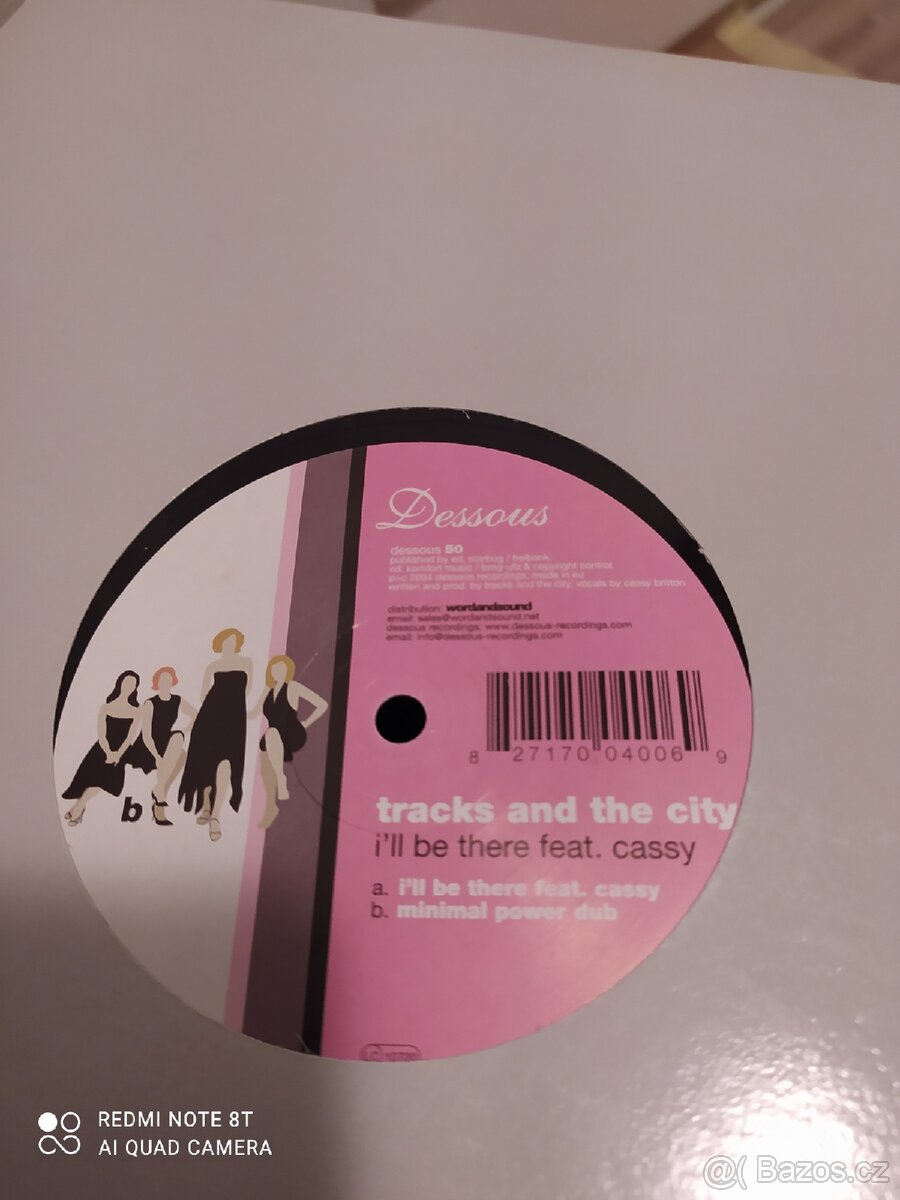 Dessous
dessous 50
published by ed. starbug / freibank
ed. komfort music / bmg-ufa & copyright control
p+c 2004 dessous recordings, made in eu
written and prod. by tracks and the city. vocals by cassy britton
distribution: wordandsound
email: sales@wordandsound.net
dessous recordings: www.dessous-recordings.com
email: info@dessous-recordings.com
8 27170 04006 9
b
tracks and the city
i'll be there feat. cassy
a. i'll be there feat. cassy
b. minimal power dub
LC
REDMI NOTE 8T
AI QUAD CAMERA
@( Bazos.cz